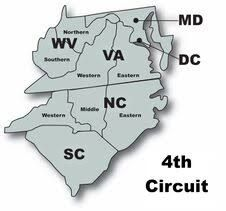 MD
Northern
WV
VA
DC
Southern
Western
Eastern
NC
Western
Middle
Eastern
SC
4th
Circuit